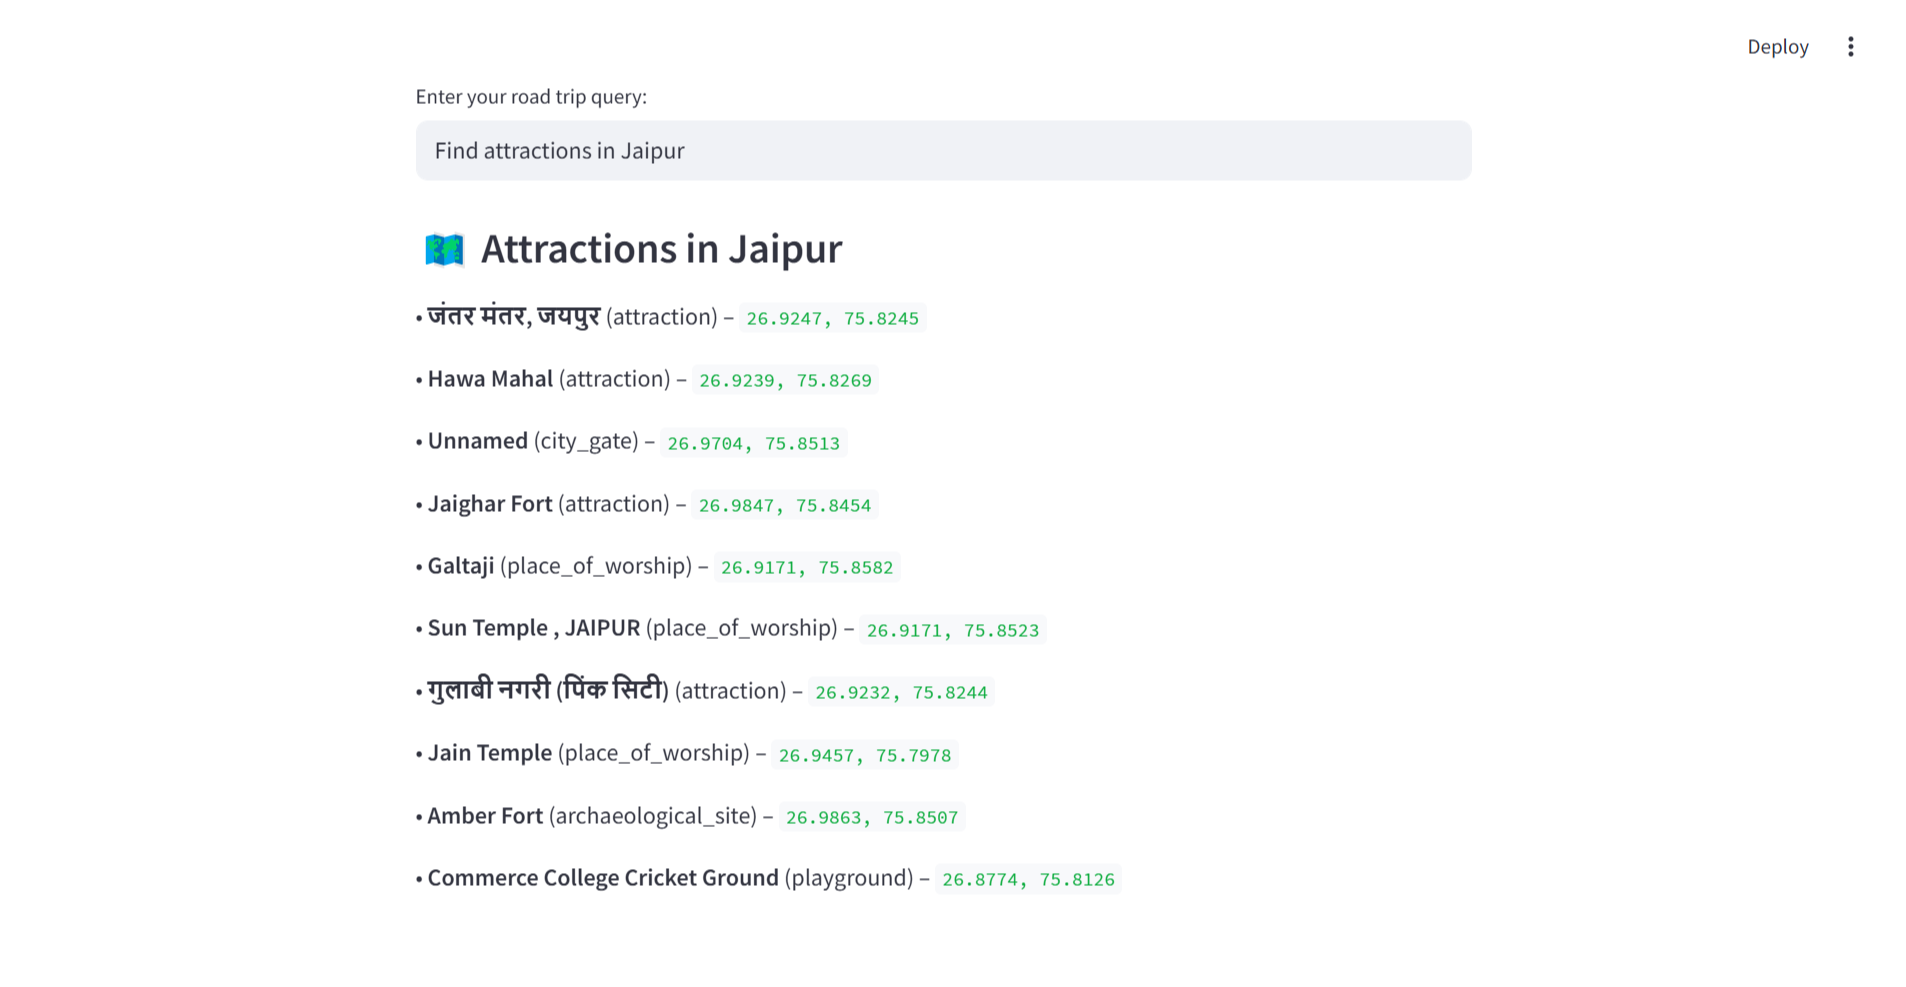 Deploy
Enter your road trip query:
Find attractions in Jaipur
Attractions in Jaipur
• जंतर मंतर, जयपुर (attraction) – 26.9247, 75.8245
• Hawa Mahal (attraction) – 26.9239, 75.8269
• Unnamed (city_gate) – 26.9704, 75.8513
• Jaighar Fort (attraction) – 26.9847, 75.8454
• Galtaji (place_of_worship) – 26.9171, 75.8582
• Sun Temple , JAIPUR (place_of_worship) – 26.9171, 75.8523
• गुलाबी नगरी (पिंक सिटी) (attraction) – 26.9232, 75.8244
• Jain Temple (place_of_worship) – 26.9457, 75.7978
• Amber Fort (archaeological_site) – 26.9863, 75.8507
• Commerce College Cricket Ground (playground) – 26.8774, 75.8126